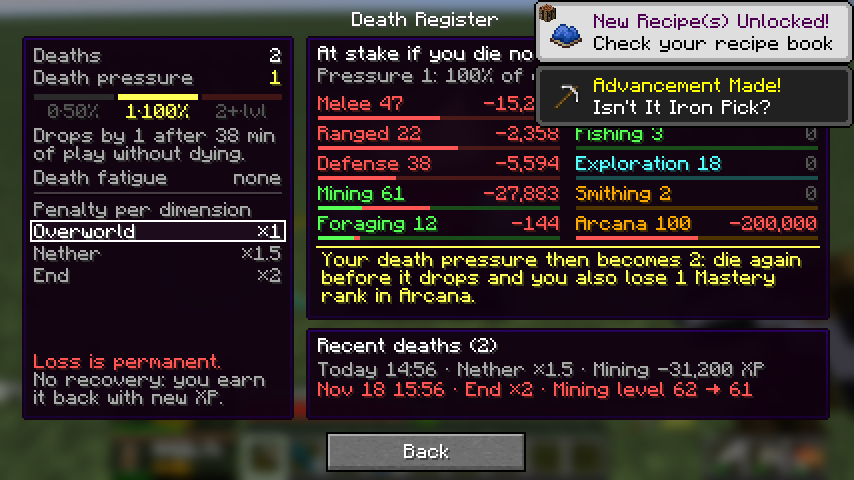 Death Register
New Recipe(s) Unlocked!
Check your recipe book
Advancement Made!
Isn't It Iron Pick?
Deaths 2
Death pressure 1
0·50% 1·100% 2+·lvl
Drops by 1 after 38 min
of play without dying.
Death fatigue none
Penalty per dimension
Overworld ×1
Nether ×1.5
End ×2
Loss is permanent.
No recovery: you earn
it back with new XP.
At stake if you die
Pressure 1: 100% of
Melee 47 -15,2
Ranged 22 -2,358
Defense 38 -5,594
Mining 61 -27,883
Foraging 12 -144
Fishing 3 0
Exploration 18 0
Smithing 2 0
Arcana 100 -200,000
Your death pressure then becomes 2: die again
before it drops and you also lose 1 Mastery
rank in Arcana.
Recent deaths (2)
Today 14:56 · Nether ×1.5 · Mining -31,200 XP
Nov 18 15:56 · End ×2 · Mining level 62 → 61
Back